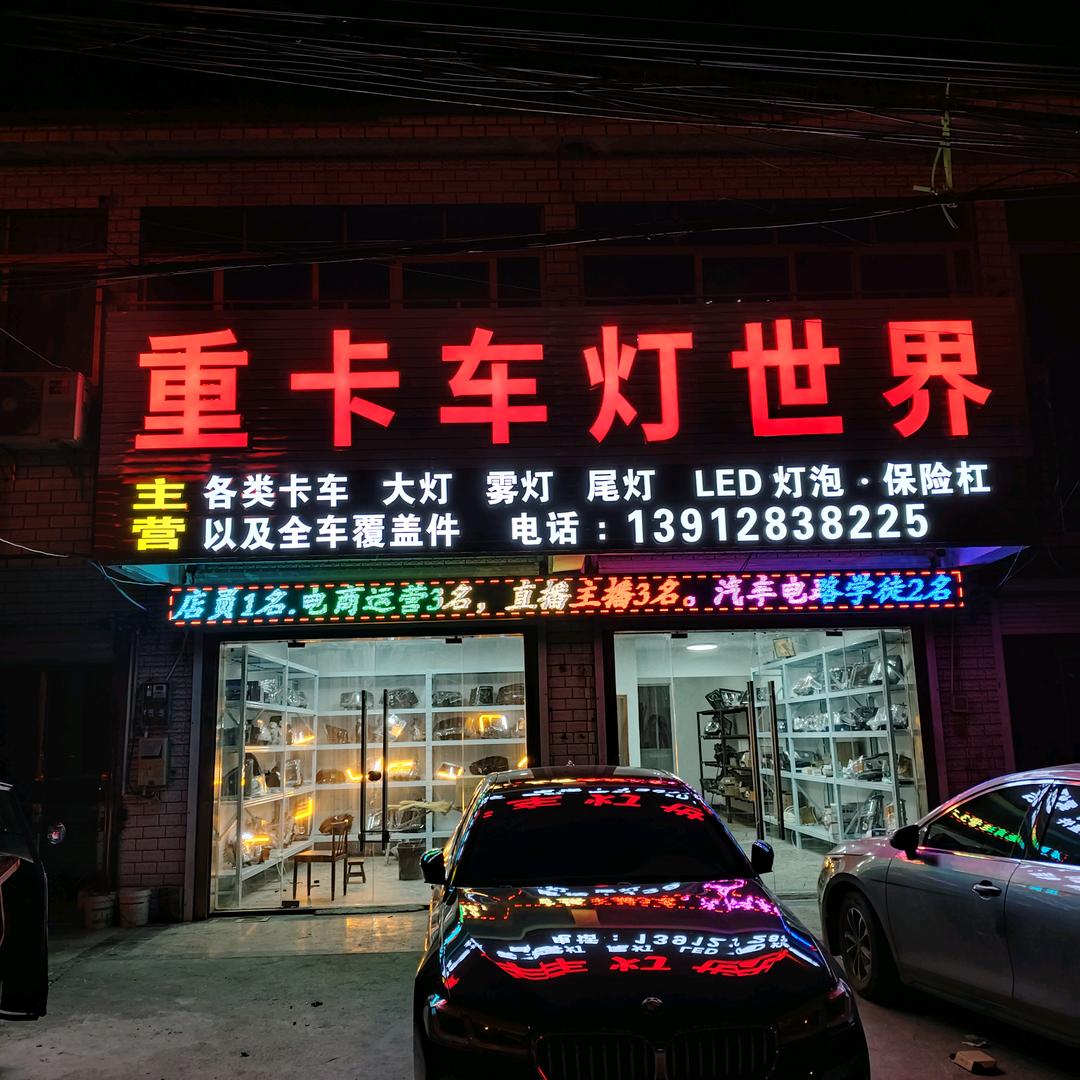 重卡车灯世界
主营 各类卡车 大灯 雾灯 尾灯 LED 灯泡·保险杠
以及全车覆盖件 电话：13912838225
店员1名.电商运营3名，直播主播3名。汽车电路学徒2名